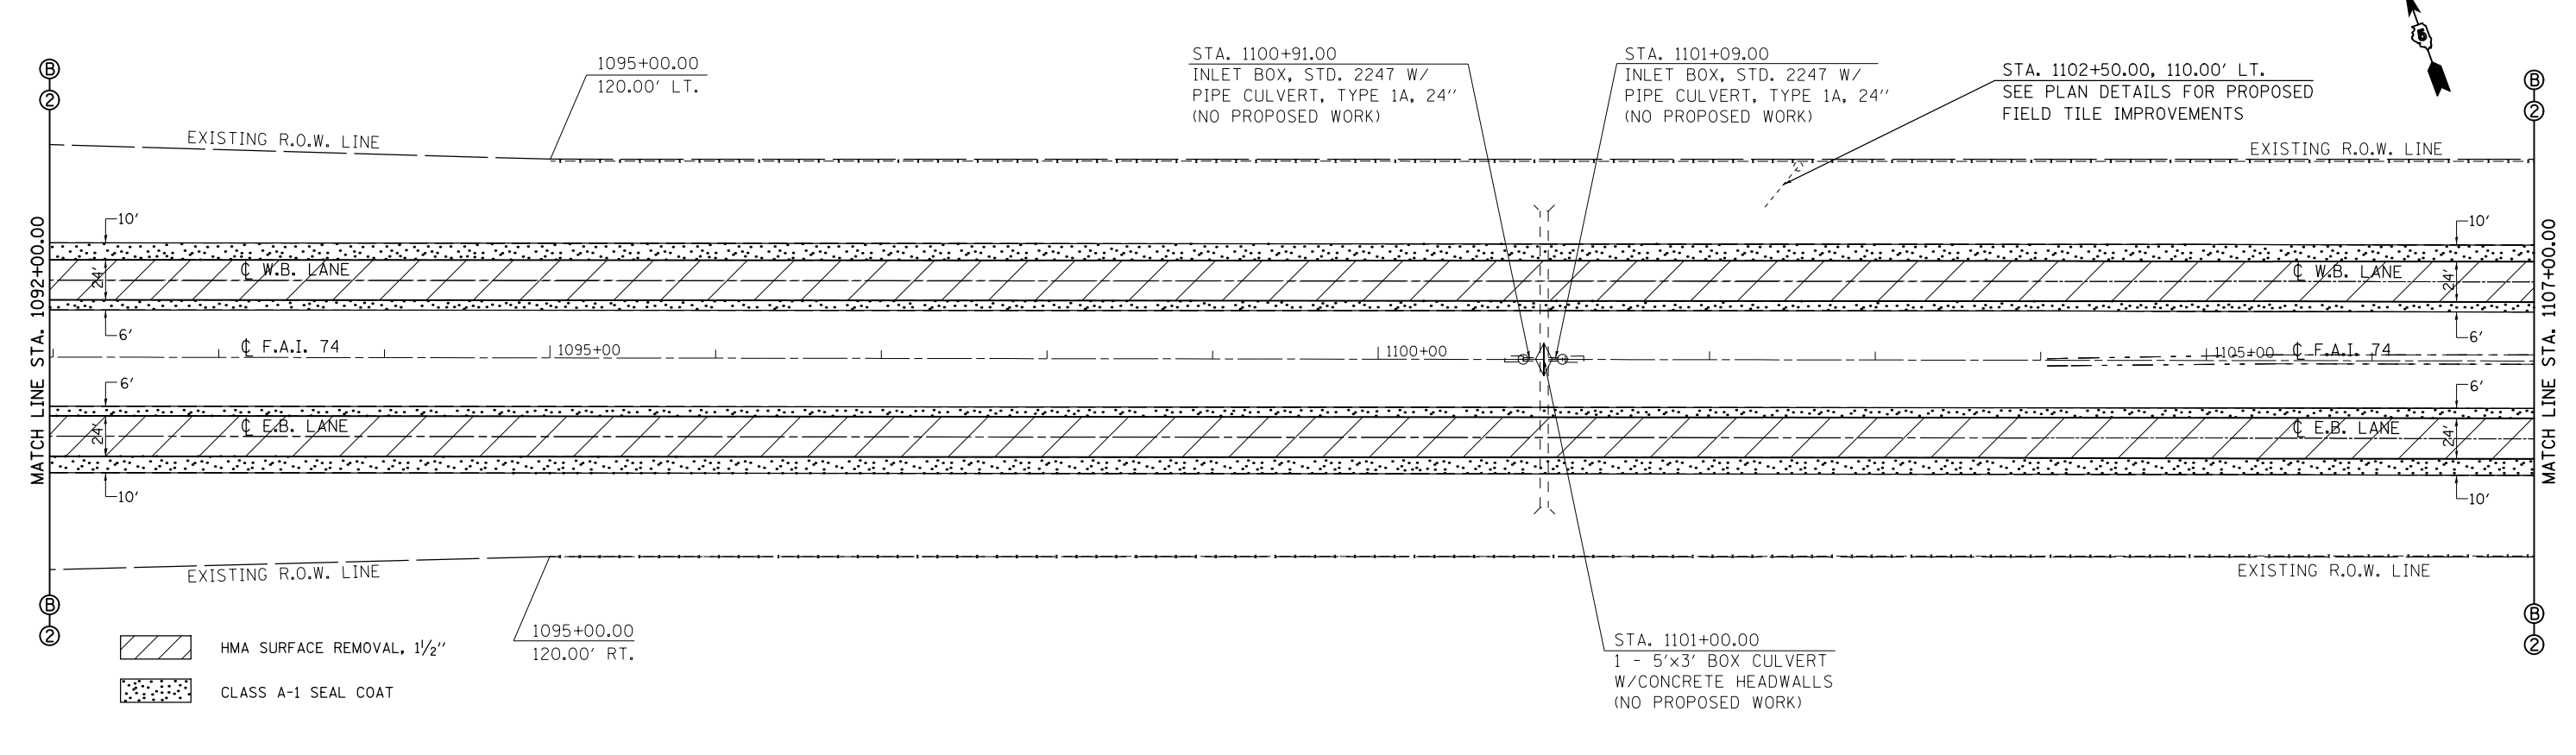 5
B
2
B
2
1095+00.00
120.00' LT.
STA. 1100+91.00
INLET BOX, STD. 2247 W/
PIPE CULVERT, TYPE 1A, 24"
(NO PROPOSED WORK)
STA. 1101+09.00
INLET BOX, STD. 2247 W/
PIPE CULVERT, TYPE 1A, 24"
(NO PROPOSED WORK)
STA. 1102+50.00, 110.00' LT.
SEE PLAN DETAILS FOR PROPOSED
FIELD TILE IMPROVEMENTS
EXISTING R.O.W. LINE
EXISTING R.O.W. LINE
MATCH LINE STA. 1092+00.00
MATCH LINE STA. 1107+00.00
10'
10'
24'
℄ W.B. LANE
℄ W.B. LANE
24'
6'
6'
℄ F.A.I. 74
1095+00
1100+00
1105+00
℄ F.A.I. 74
6'
6'
24'
℄ E.B. LANE
℄ E.B. LANE
24'
10'
10'
EXISTING R.O.W. LINE
EXISTING R.O.W. LINE
B
2
B
2
1095+00.00
120.00' RT.
STA. 1101+00.00
1 - 5'x3' BOX CULVERT
W/CONCRETE HEADWALLS
(NO PROPOSED WORK)
HMA SURFACE REMOVAL, 1½"
CLASS A-1 SEAL COAT